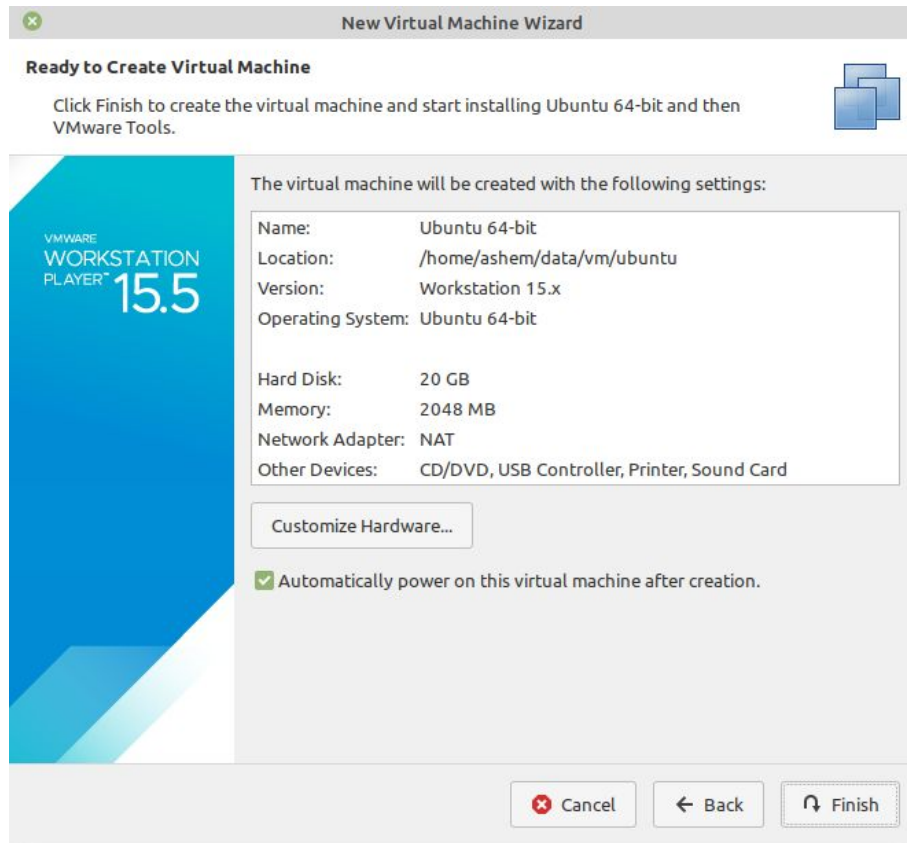 New Virtual Machine Wizard
Ready to Create Virtual Machine
Click Finish to create the virtual machine and start installing Ubuntu 64-bit and then
VMware Tools.
VMWARE
WORKSTATION
PLAYER™ 15.5
The virtual machine will be created with the following settings:
Name: Ubuntu 64-bit
Location: /home/ashem/data/vm/ubuntu
Version: Workstation 15.x
Operating System: Ubuntu 64-bit
Hard Disk: 20 GB
Memory: 2048 MB
Network Adapter: NAT
Other Devices: CD/DVD, USB Controller, Printer, Sound Card
Customize Hardware...
Automatically power on this virtual machine after creation.
Cancel Back Finish